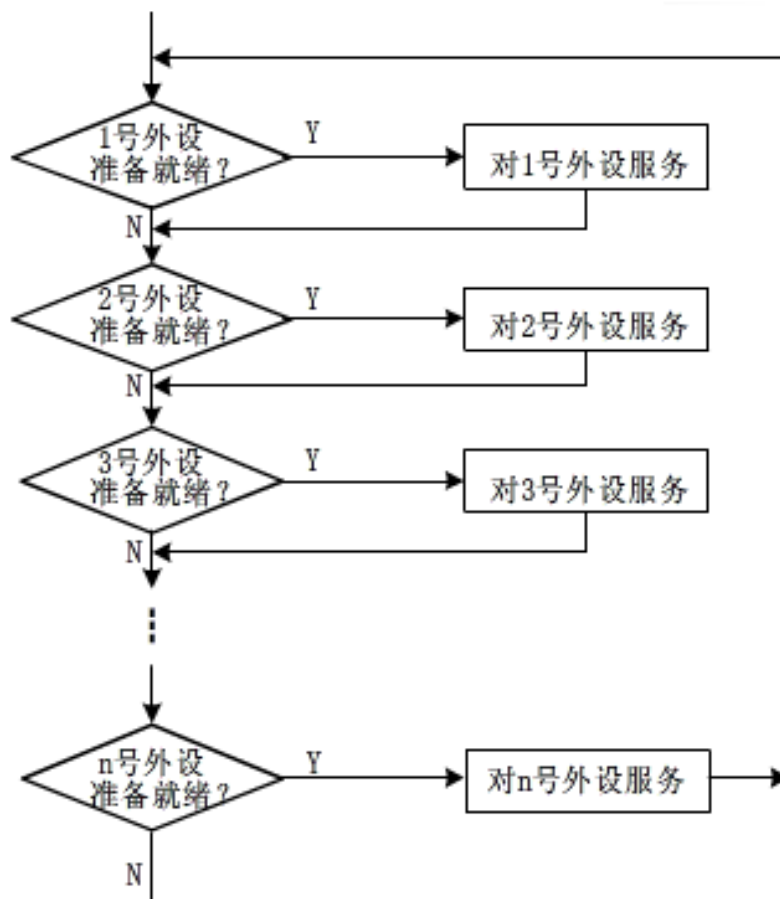 1号外设
准备就绪?
Y
对1号外设服务
N
2号外设
准备就绪?
Y
对2号外设服务
N
3号外设
准备就绪?
Y
对3号外设服务
N
n号外设
准备就绪?
Y
对n号外设服务
N